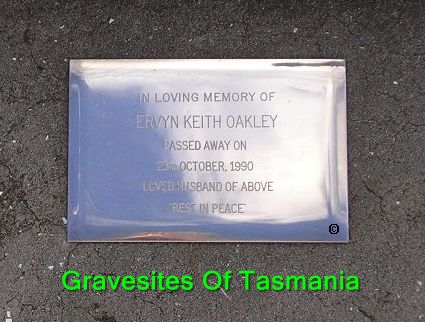 IN LOVING MEMORY OF
ERVYN KEITH OAKLEY
PASSED AWAY ON
23RD OCTOBER, 1990
LOVED HUSBAND OF ABOVE
"REST IN PEACE"
©
Gravesites Of Tasmania